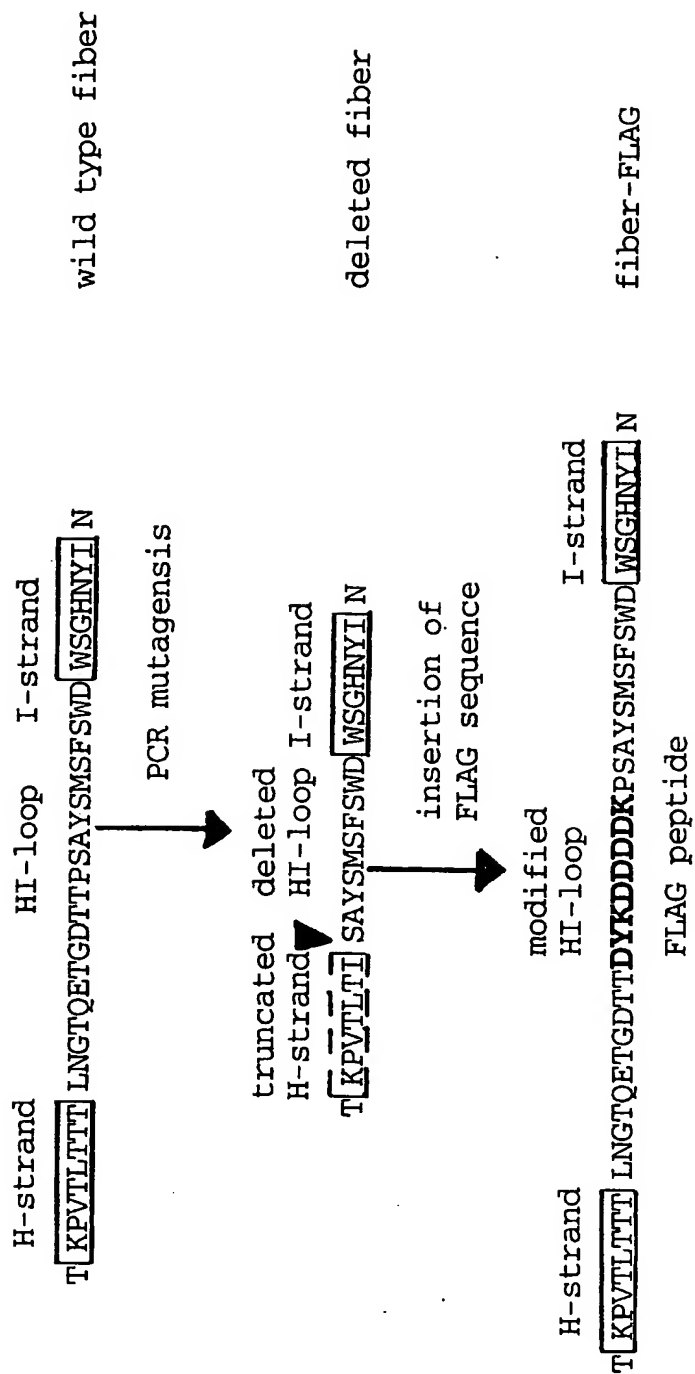 H-strand HI-loop I-strand
T KPVTLTTT LNGTQETGDTTPSAYSMSFSWD WSGHNYI N wild type fiber
PCR mutagensis
truncated deleted
H-strand HI-loop I-strand
T KPVTLTI SAYSMSFSWD WSGHNYI N deleted fiber
insertion of
FLAG sequence
modified
H-strand HI-loop I-strand
T KPVTLTTT LNGTQETGDTTDYKDDDDKPSAYSMSFSWD WSGHNYI N fiber-FLAG
FLAG peptide